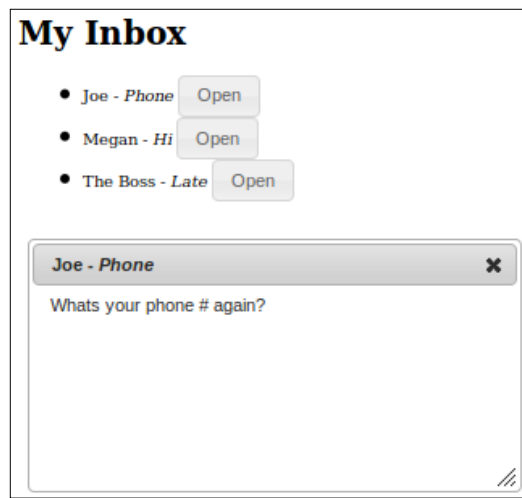 My Inbox
Joe - Phone Open
Megan - Hi Open
The Boss - Late Open
Joe - Phone
Whats your phone # again?